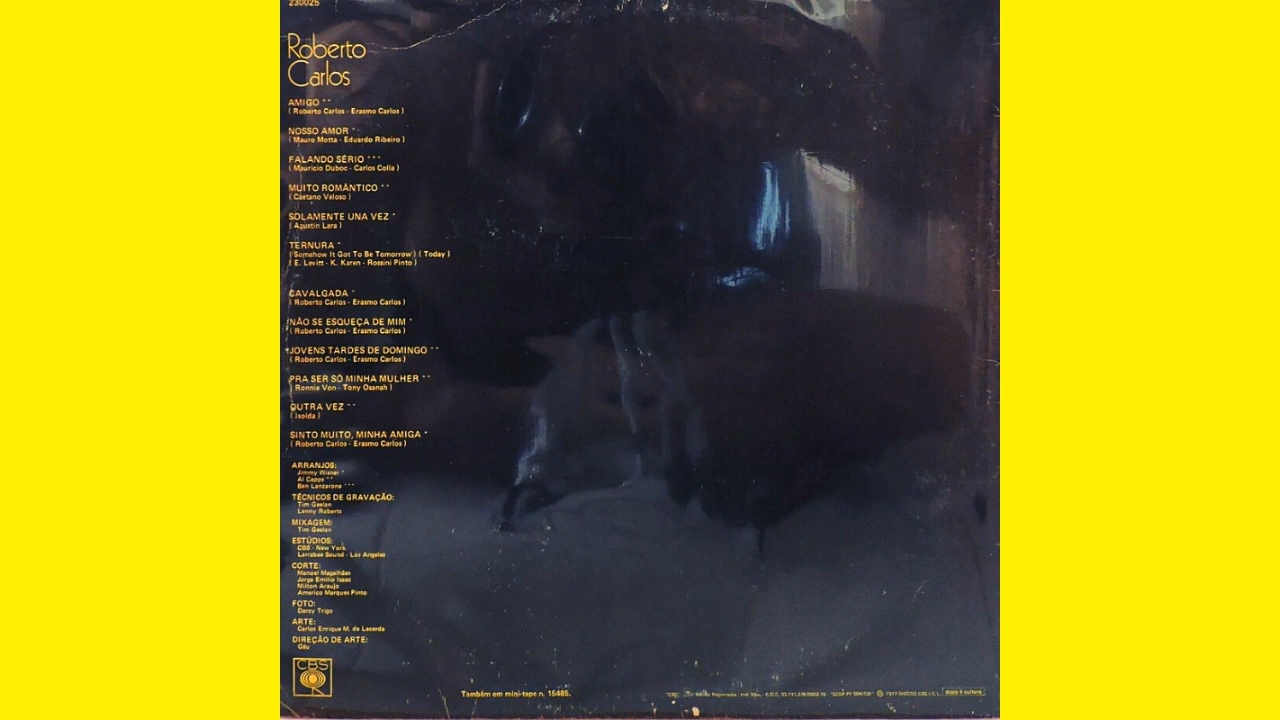 230025
Roberto
Carlos
AMIGO **
( Roberto Carlos - Erasmo Carlos )
NOSSO AMOR *
( Mauro Motta - Eduardo Ribeiro )
FALANDO SÉRIO ***
( Mauricio Duboc - Carlos Colla )
MUITO ROMÂNTICO **
( Caetano Veloso )
SOLAMENTE UNA VEZ *
( Agustin Lara )
TERNURA *
( Somehow It Got To Be Tomorrow ) ( Today )
( E. Levitt - K. Karen - Rossini Pinto )
CAVALGADA *
( Roberto Carlos - Erasmo Carlos )
NÃO SE ESQUEÇA DE MIM *
( Roberto Carlos - Erasmo Carlos )
JOVENS TARDES DE DOMINGO **
( Roberto Carlos - Erasmo Carlos )
PRA SER SÓ MINHA MULHER **
( Ronnie Von - Tony Osanah )
OUTRA VEZ **
( Isolda )
SINTO MUITO, MINHA AMIGA *
( Roberto Carlos - Erasmo Carlos )
ARRANJOS:
Jimmy Wisner *
Al Capps **
Ben Lanzarone ***
TÉCNICOS DE GRAVAÇÃO:
Tim Geelan
Lenny Roberts
MIXAGEM:
Tim Geelan
ESTÚDIOS:
CBS - New York
Larrabee Sound - Los Angeles
CORTE:
Manoel Magalhães
Jorge Emilio Isaac
Milton Araujo
Americo Marques Pinto
FOTO:
Darcy Trigo
ARTE:
Carlos Enrique M. de Lacerda
DIREÇÃO DE ARTE:
Géu
CBS
Também em mini-tape n. 15485.
disco é cultura